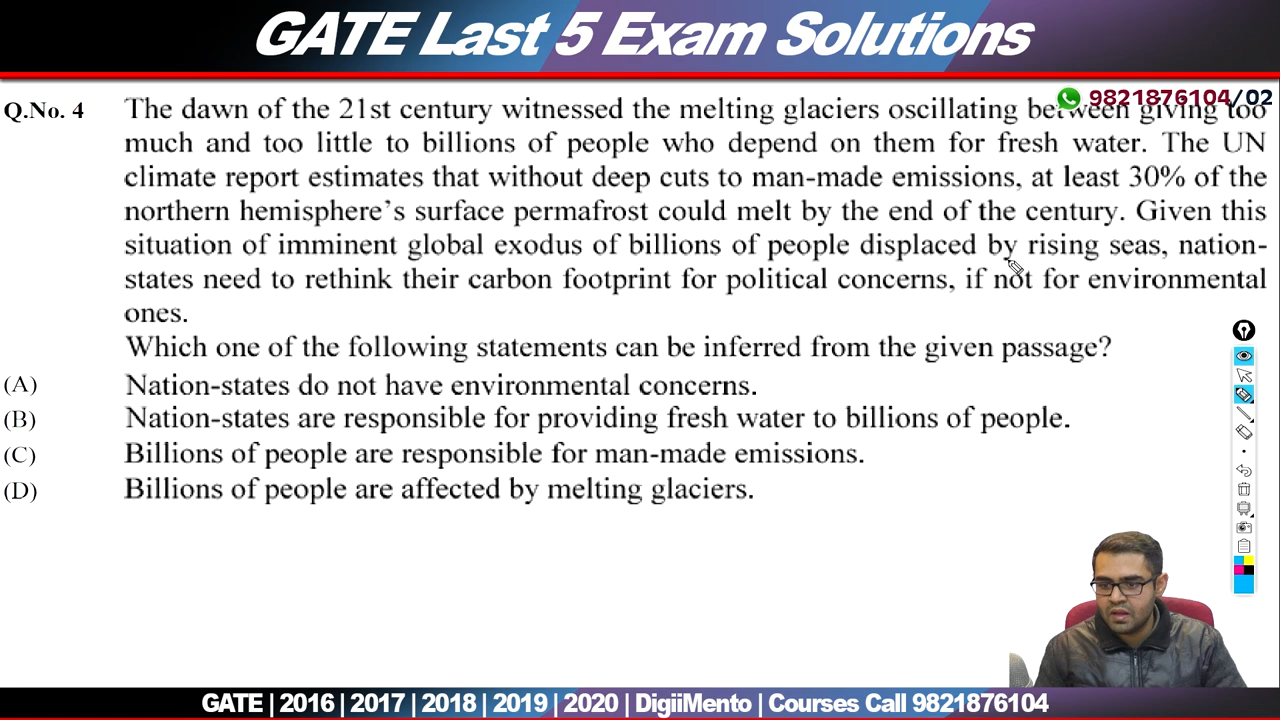 GATE Last 5 Exam Solutions
9821876104/02
Q.No. 4 The dawn of the 21st century witnessed the melting glaciers oscillating between giving too
much and too little to billions of people who depend on them for fresh water. The UN
climate report estimates that without deep cuts to man-made emissions, at least 30% of the
northern hemisphere's surface permafrost could melt by the end of the century. Given this
situation of imminent global exodus of billions of people displaced by rising seas, nation-
states need to rethink their carbon footprint for political concerns, if not for environmental
ones.
Which one of the following statements can be inferred from the given passage?
(A) Nation-states do not have environmental concerns.
(B) Nation-states are responsible for providing fresh water to billions of people.
(C) Billions of people are responsible for man-made emissions.
(D) Billions of people are affected by melting glaciers.
GATE | 2016 | 2017 | 2018 | 2019 | 2020 | DigiiMento | Courses Call 9821876104